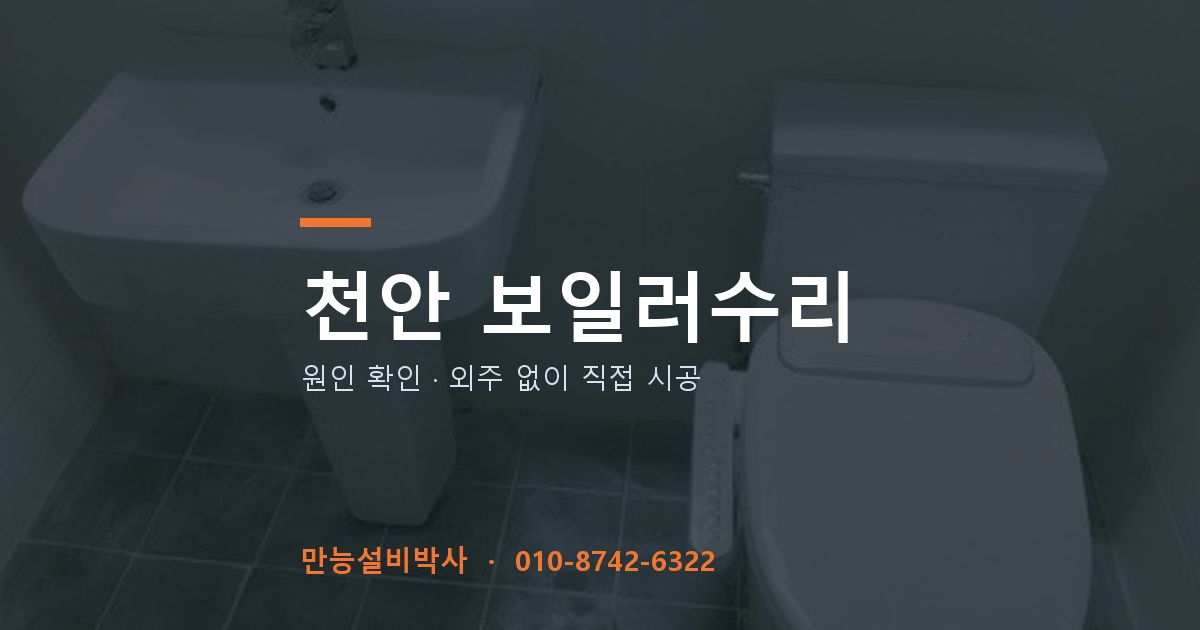 천안 보일러수리
원인 확인 · 외주 없이 직접 시공
만능설비박사 · 010-8742-6322